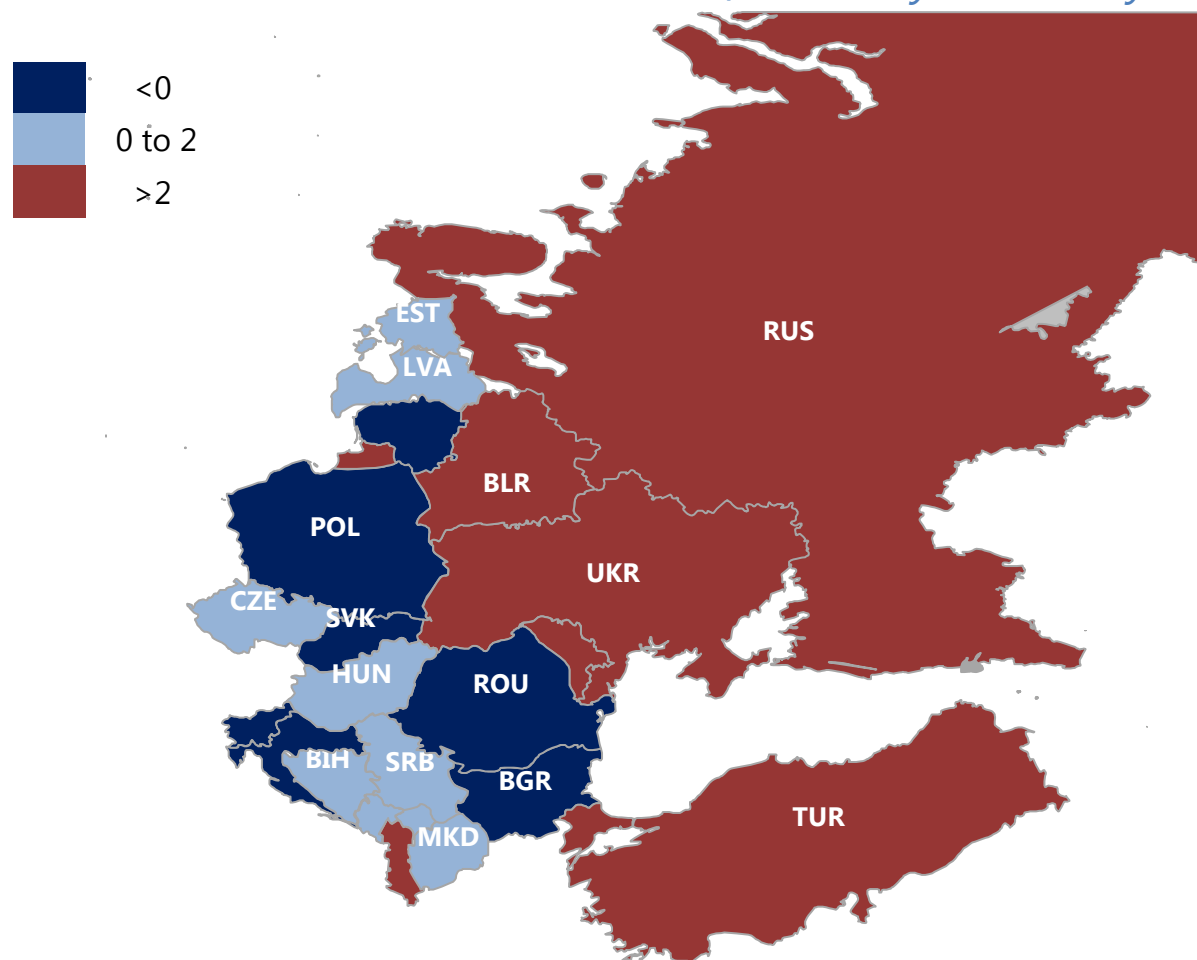 <0
0 to 2
>2
EST
LVA
RUS
BLR
POL
UKR
CZE
SVK
HUN
ROU
BIH
SRB
BGR
MKD
TUR